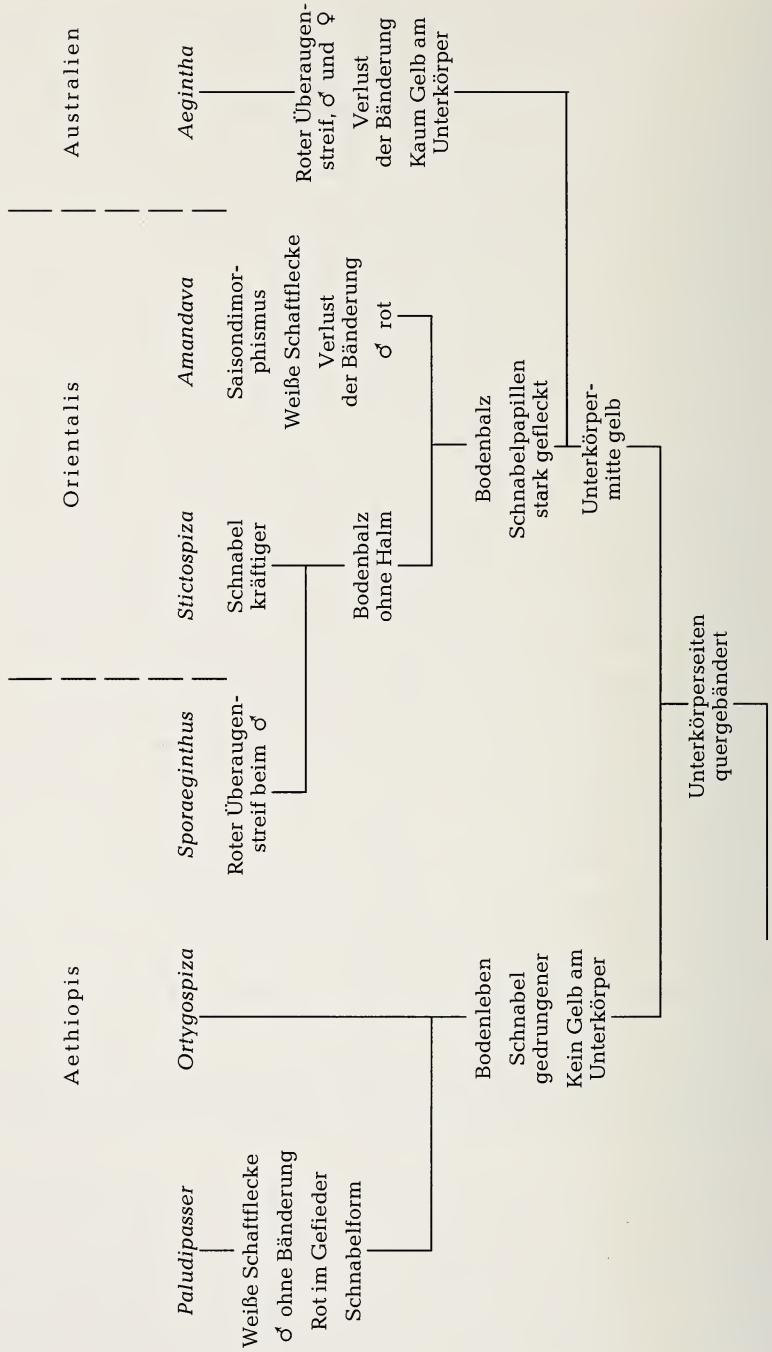 Aethiopis
Orientalis
Australien
Paludipasser
Ortygospiza
Sporaeginthus
Stictospiza
Amandava
Aegintha
Weiße Schaftflecke
♂ ohne Bänderung
Rot im Gefieder
Schnabelform
Roter Überaugen-
streif beim ♂
Schnabel
kräftiger
Saisondimor-
phismus
Weiße Schaftflecke
Verlust
der Bänderung
♂ rot
Roter Überaugen-
streif, ♂ und ♀
Verlust
der Bänderung
Kaum Gelb am
Unterkörper
Bodenbalz
ohne Halm
Bodenleben
Schnabel
gedrungener
Kein Gelb am
Unterkörper
Bodenbalz
Schnabelpapillen
stark gefleckt
Unterkörper-
mitte gelb
Unterkörperseiten
quergebändert